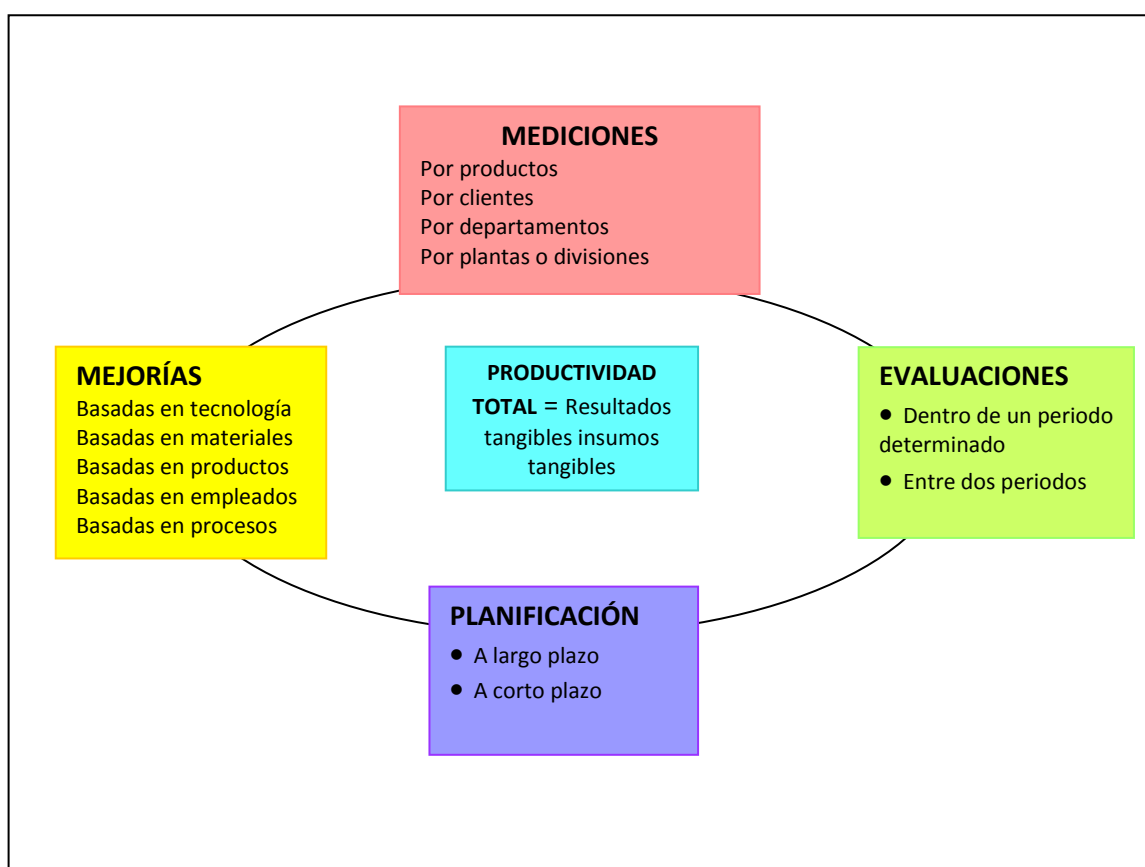 MEDICIONES
Por productos
Por clientes
Por departamentos
Por plantas o divisiones
MEJORÍAS
Basadas en tecnología
Basadas en materiales
Basadas en productos
Basadas en empleados
Basadas en procesos
PRODUCTIVIDAD
TOTAL = Resultados
tangibles insumos
tangibles
EVALUACIONES
● Dentro de un periodo
determinado
● Entre dos periodos
PLANIFICACIÓN
● A largo plazo
● A corto plazo